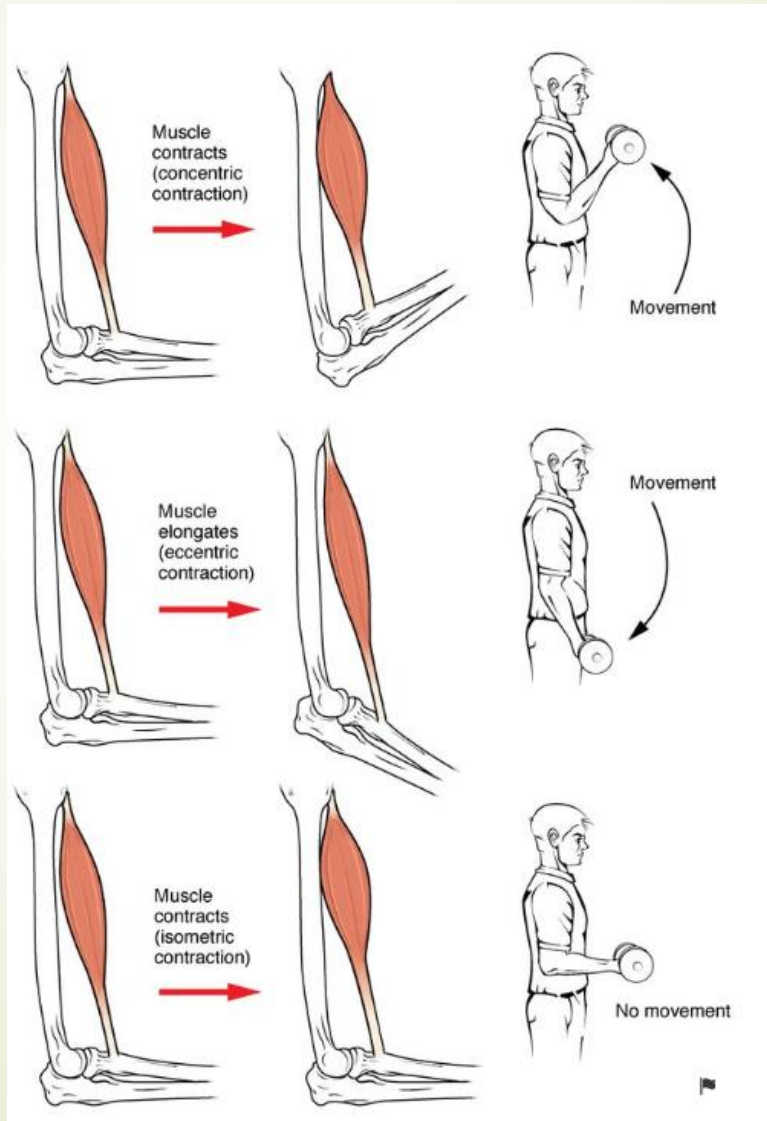 Muscle
contracts
(concentric
contraction)
Movement
Muscle
elongates
(eccentric
contraction)
Movement
Muscle
contracts
(isometric
contraction)
No movement